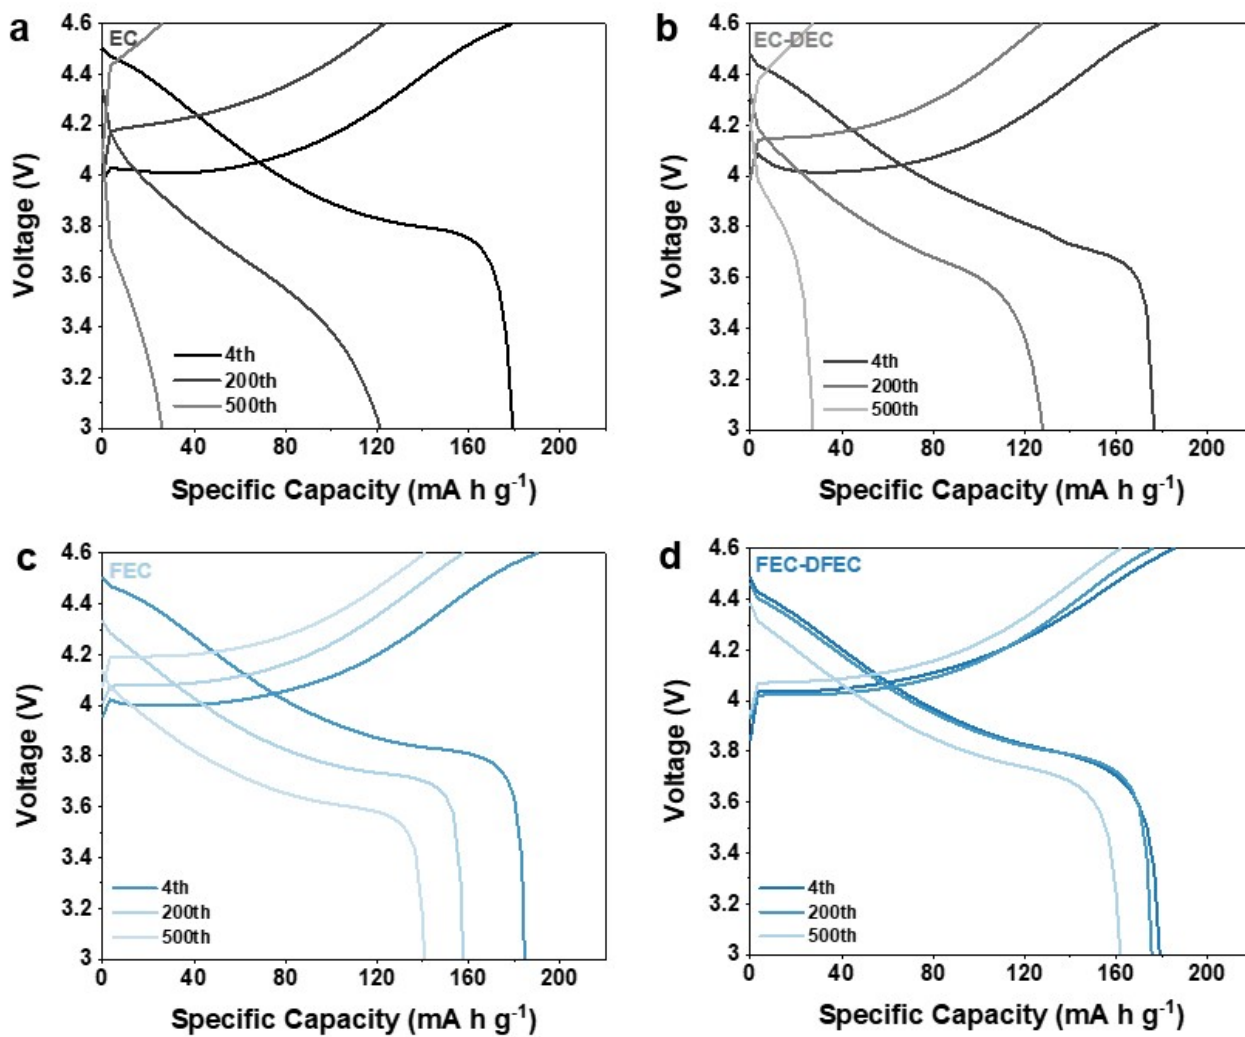 a
EC
4.6
4.4
4.2
4
3.8
3.6
3.4
3.2
3
Voltage (V)
4th
200th
500th
0 40 80 120 160 200
Specific Capacity (mA h g⁻¹)
b
EC-DEC
4.6
4.4
4.2
4
3.8
3.6
3.4
3.2
3
Voltage (V)
4th
200th
500th
0 40 80 120 160 200
Specific Capacity (mA h g⁻¹)
c
FEC
4.6
4.4
4.2
4
3.8
3.6
3.4
3.2
3
Voltage (V)
4th
200th
500th
0 40 80 120 160 200
Specific Capacity (mA h g⁻¹)
d
FEC-DFEC
4.6
4.4
4.2
4
3.8
3.6
3.4
3.2
3
Voltage (V)
4th
200th
500th
0 40 80 120 160 200
Specific Capacity (mA h g⁻¹)